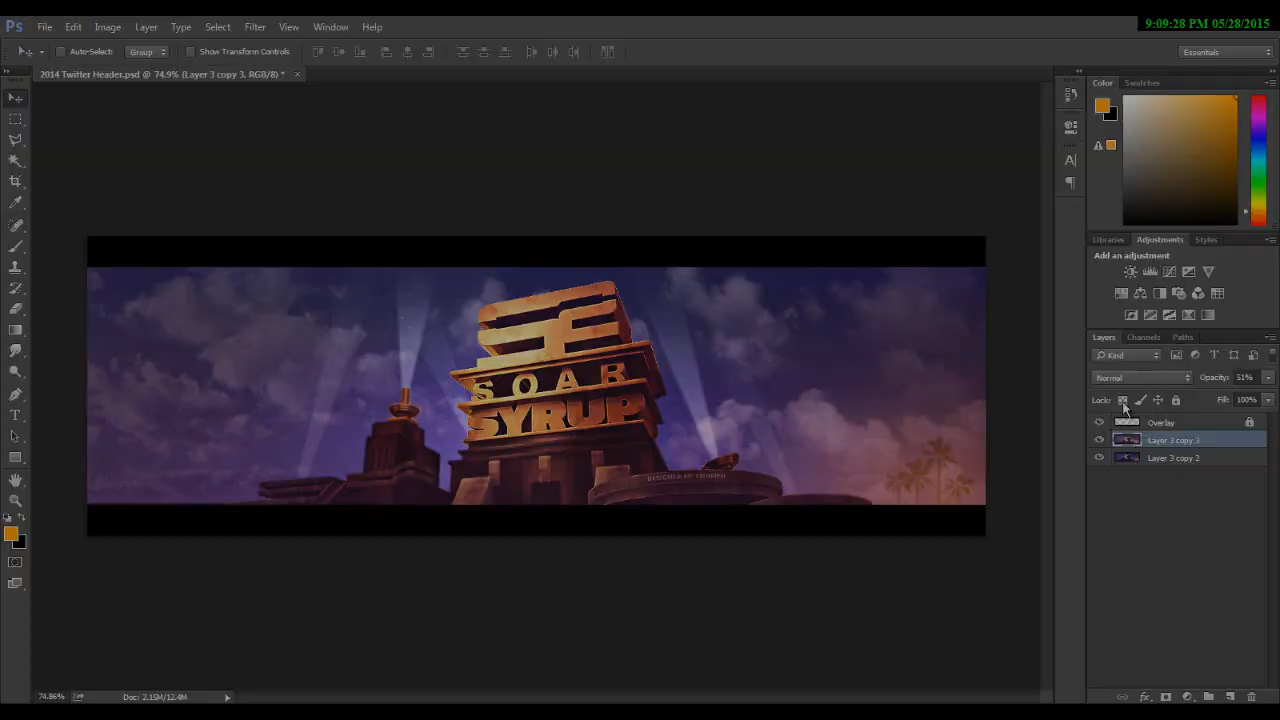 9:09:28 PM 05/28/2015
Ps File Edit Image Layer Type Select Filter View Window Help
Auto-Select: Group Show Transform Controls Essentials
2014 Twitter Header.psd @ 74.9% (Layer 3 copy 3, RGB/8) * ×
Color Swatches
Libraries Adjustments Styles
Add an adjustment
Layers Channels Paths
Kind
Normal Opacity: 51%
Lock: Fill: 100%
Overlay
Layer 3 copy 3
Layer 3 copy 2
SOAR
SYRUP
DESIGNED BY TRIUMPH
74.86% Doc: 2.15M/12.4M